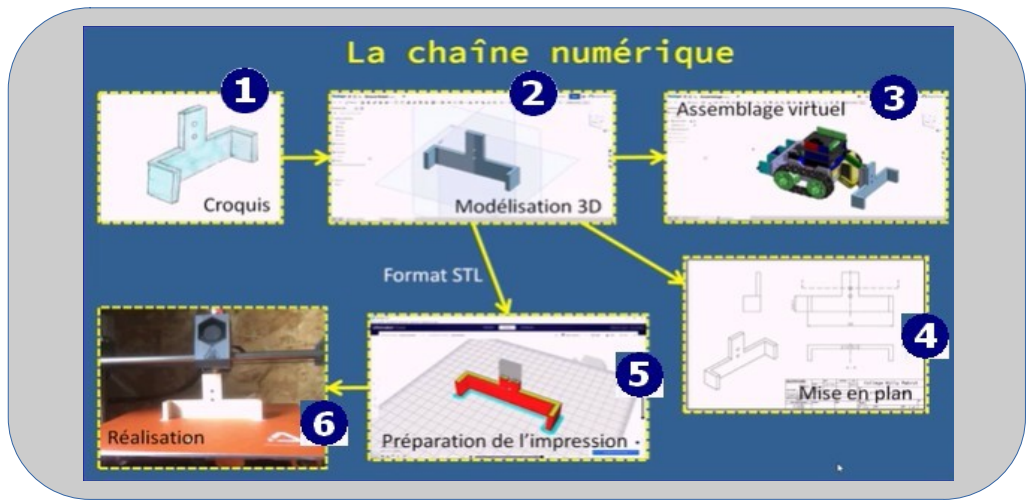 La chaîne numérique
1
Croquis
2
Modélisation 3D
3
Assemblage virtuel
Format STL
4
Mise en plan
5
Préparation de l'impression
6
Réalisation